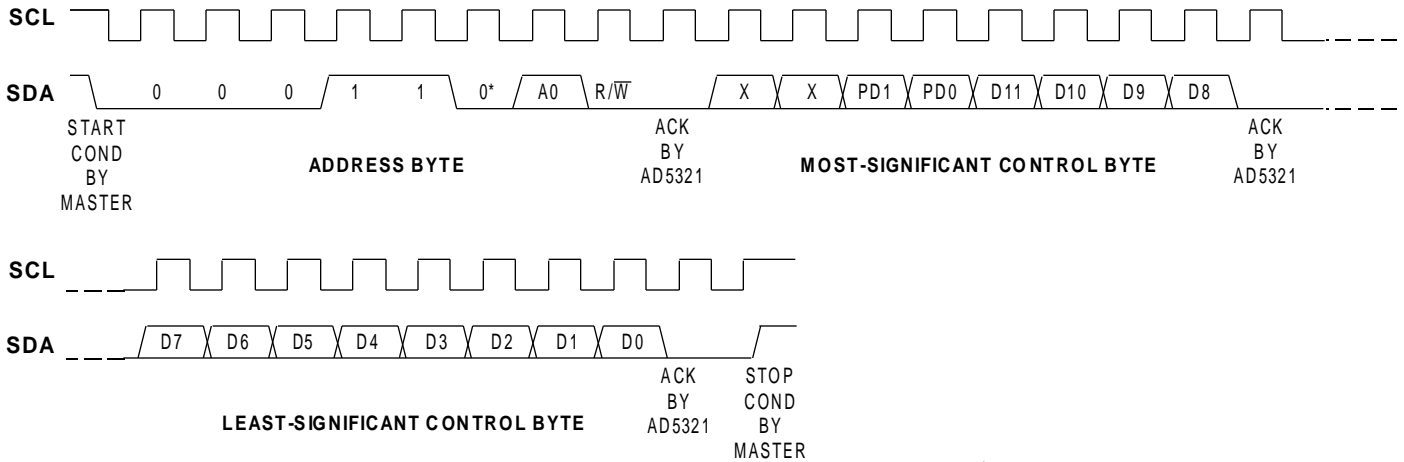 SCL
SDA 0 0 0 1 1 0* A0 R/W̅ X X PD1 PD0 D11 D10 D9 D8
START
COND
BY
MASTER
ADDRESS BYTE
ACK
BY
AD5321
MOST-SIGNIFICANT CONTROL BYTE
ACK
BY
AD5321
SCL
SDA D7 D6 D5 D4 D3 D2 D1 D0
LEAST-SIGNIFICANT CONTROL BYTE
ACK
BY
AD5321
STOP
COND
BY
MASTER